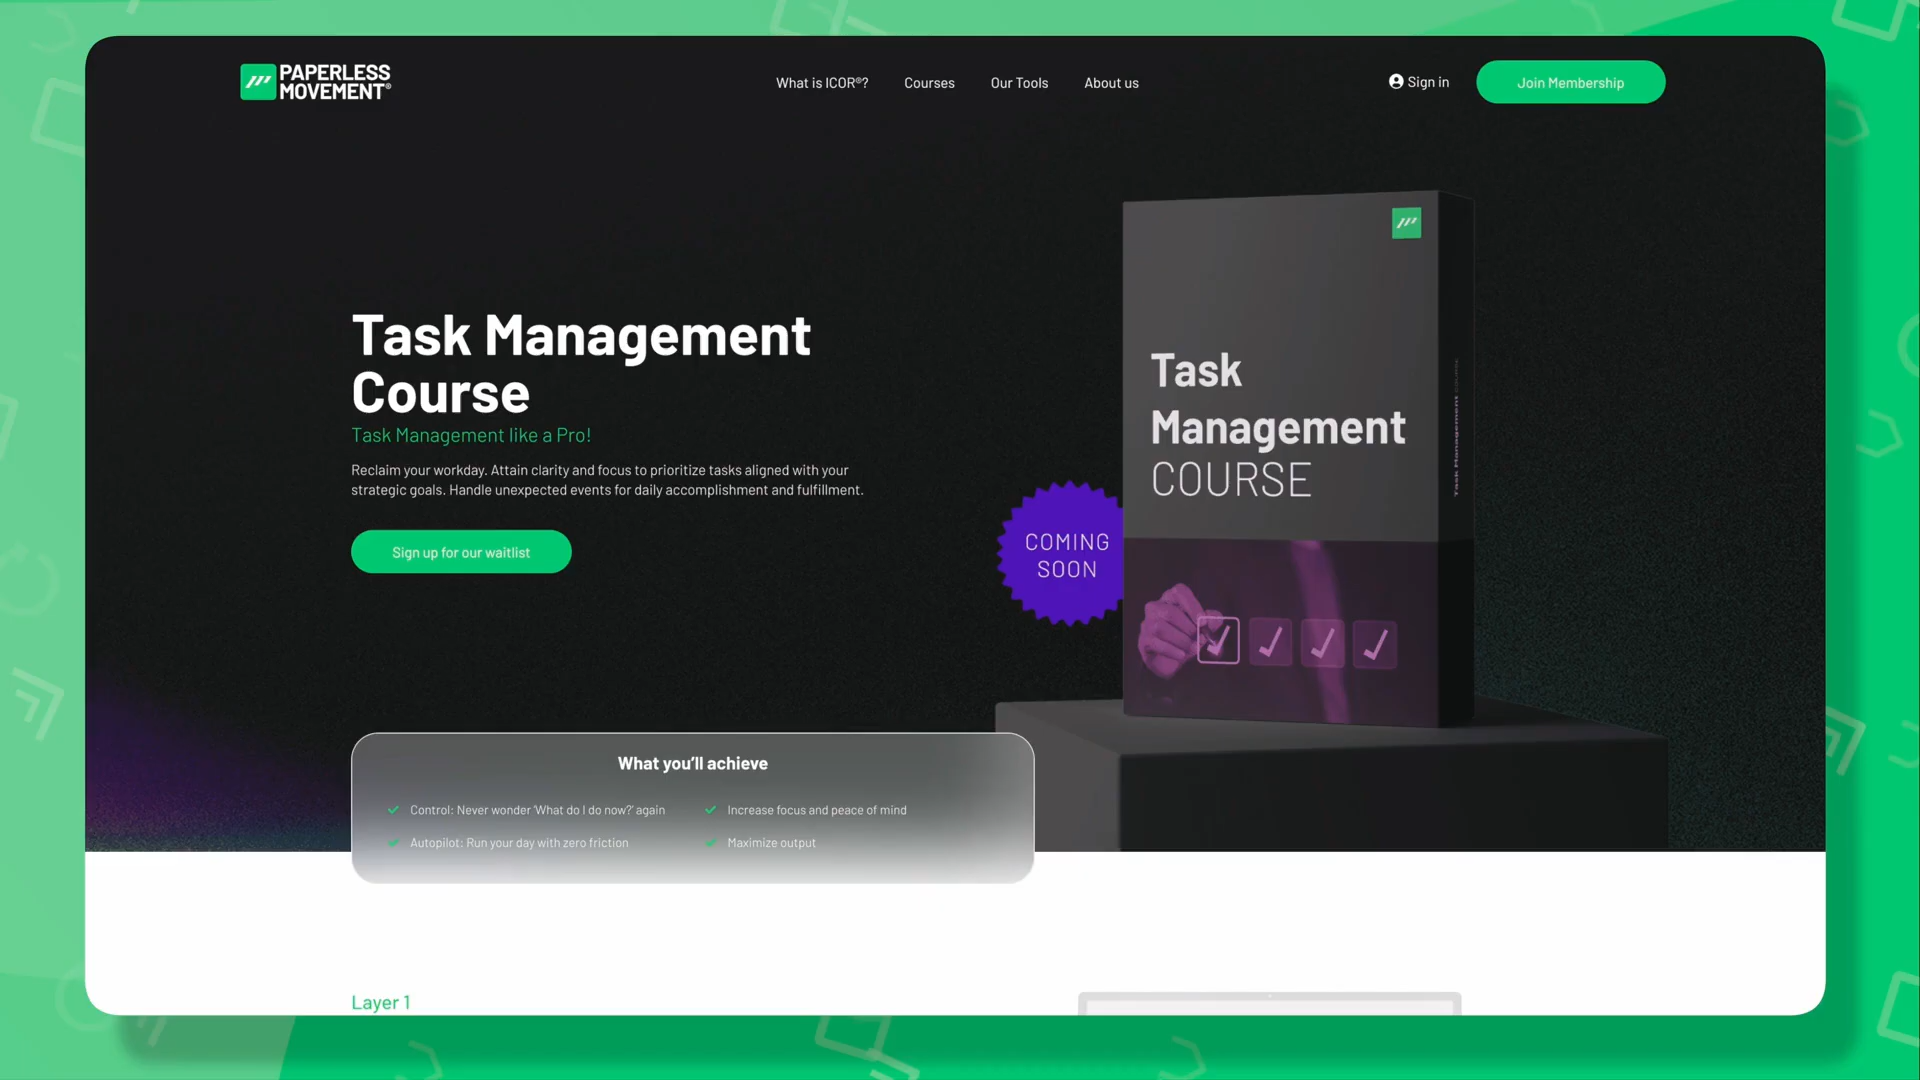 PAPERLESS
MOVEMENT®
What is ICOR®?
Courses
Our Tools
About us
Sign in
Join Membership
Task Management
Course
Task Management like a Pro!
Reclaim your workday. Attain clarity and focus to prioritize tasks aligned with your
strategic goals. Handle unexpected events for daily accomplishment and fulfillment.
Sign up for our waitlist
COMING
SOON
Task
Management
COURSE
Task Management COURSE
What you’ll achieve
Control: Never wonder ‘What do I do now?’ again
Increase focus and peace of mind
Autopilot: Run your day with zero friction
Maximize output
Layer 1